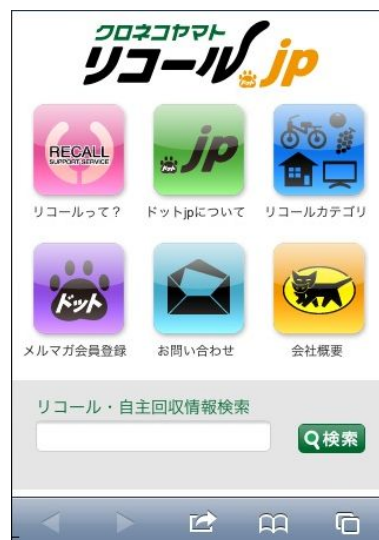 クロネコヤマト
リコール.jp
RECALL
SUPPORT SERVICE
.jp
リコールって?
ドットjpについて
リコールカテゴリ
ドット
メルマガ会員登録
お問い合わせ
会社概要
リコール・自主回収情報検索
検索